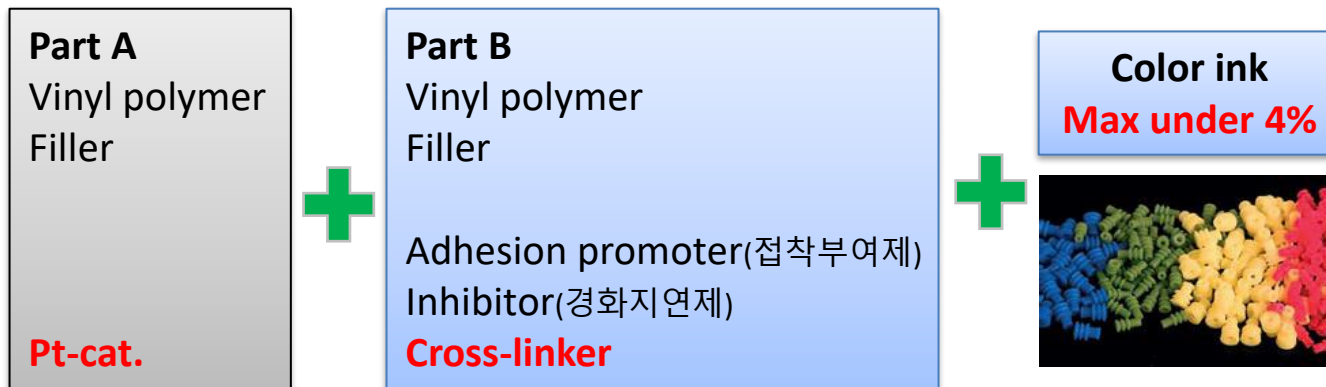 Part A
Vinyl polymer
Filler
Pt-cat.
Part B
Vinyl polymer
Filler
Adhesion promoter(접착부여제)
Inhibitor(경화지연제)
Cross-linker
Color ink
Max under 4%